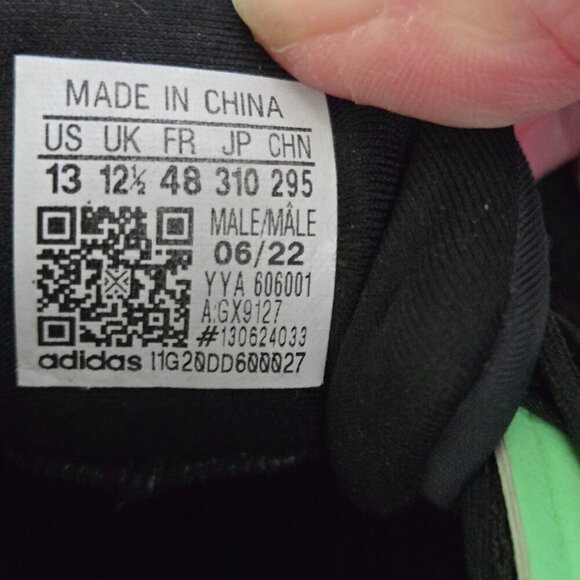 MADE IN CHINA
US UK FR JP CHN
13 12½ 48 310 295
MALE/MÂLE
06/22
YYA 606001
A:GX9127
#130624033
adidas 11G20DD600027